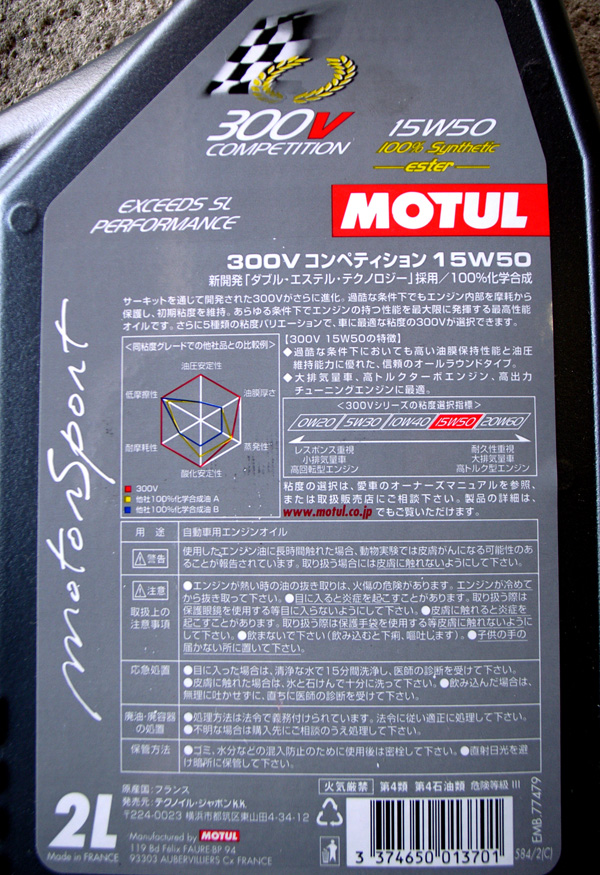 300V
COMPETITION
15W50
100% Synthetic
ester
EXCEEDS SL
PERFORMANCE
MOTUL
300V コンペティション 15W50
新開発「ダブル・エステル・テクノロジー」採用／100%化学合成
サーキットを通じて開発された300Vがさらに進化。過酷な条件下でもエンジン内部を摩耗から
保護し、初期粘度を維持。あらゆる条件下でエンジンの持つ性能を最大限に発揮する最高性能
オイルです。さらに5種類の粘度バリエーションで、車に最適な粘度の300Vが選択できます。
＜同粘度グレードでの他社品との比較例＞
油圧安定性
低摩擦性
油膜厚さ
耐摩耗性
蒸発性
酸化安定性
300V
他社100%化学合成油 A
他社100%化学合成油 B
【300V 15W50の特徴】
◆過酷な条件下においても高い油膜保持性能と油圧
維持能力に優れた、信頼のオールラウンドタイプ。
◆大排気量車、高トルクターボエンジン、高出力
チューニングエンジンに最適。
＜300Vシリーズの粘度選択指標＞
0W20 5W30 10W40 15W50 20W60
レスポンス重視
小排気量車
高回転型エンジン
耐久性重視
大排気量車
高トルク型エンジン
粘度の選択は、愛車のオーナーズマニュアルを参照、
または取扱販売店にご相談下さい。製品の詳細は、
www.motul.co.jp でもご覧いただけます。
motorSport
用 途 自動車用エンジンオイル
⚠警告 使用したエンジン油に長時間触れた場合、動物実験では皮膚がんになる可能性のあ
ることが報告されています。取り扱う場合には皮膚に触れないようにして下さい。
⚠注意
取扱上の
注意事項
●エンジンが熱い時の油の抜き取りは、火傷の危険があります。エンジンが冷めて
から抜き取って下さい。●目に入ると炎症を起こすことがあります。取り扱う際は
保護眼鏡を使用する等目に入らないようにして下さい。●皮膚に触れると炎症を
起こすことがあります。取り扱う際は保護手袋を使用する等皮膚に触れないように
して下さい。●飲まないで下さい(飲み込むと下痢、嘔吐します)。●子供の手の
届かない所に置いて下さい。
応急処置
●目に入った場合は、清浄な水で15分間洗浄し、医師の診断を受けて下さい。
●皮膚に触れた場合は、水と石けんで十分に洗って下さい。●飲み込んだ場合は、
無理に吐かせずに、直ちに医師の診断を受けて下さい。
廃油・廃容器
の処置
●処理方法は法令で義務付けられています。法令に従い適正に処理して下さい。
●不明な場合は購入先にご相談のうえ処理して下さい。
保管方法
●ゴミ、水分などの混入防止のために使用後は密栓して下さい。●直射日光を避
け暗所に保管して下さい。
2L
Made in FRANCE
原産国：フランス
発売元：テクノイル・ジャポンK.K.
〒224-0023 横浜市都筑区東山田4-34-12
Manufactured by MOTUL
119 Bd Félix FAURE-BP 94
93303 AUBERVILLIERS Cx FRANCE
火気厳禁 第4類 第4石油類 危険等級 III
3 374650 013701
EMB 77479
584/2(C)